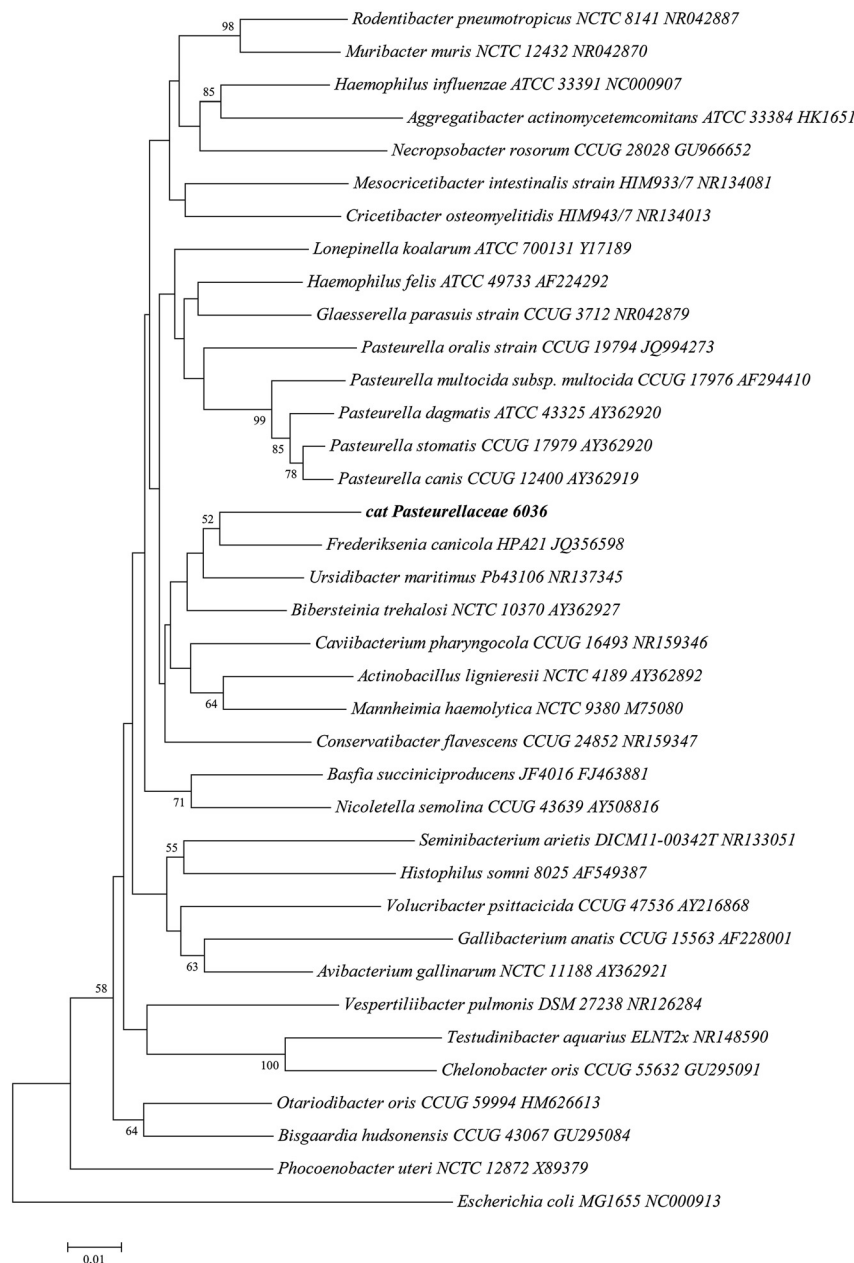 98
Rodentibacter pneumotropicus NCTC 8141 NR042887
Muribacter muris NCTC 12432 NR042870
85
Haemophilus influenzae ATCC 33391 NC000907
Aggregatibacter actinomycetemcomitans ATCC 33384 HK1651
Necropsobacter rosorum CCUG 28028 GU966652
Mesocricetibacter intestinalis strain HIM933/7 NR134081
Cricetibacter osteomyelitidis HIM943/7 NR134013
Lonepinella koalarum ATCC 700131 Y17189
Haemophilus felis ATCC 49733 AF224292
Glaesserella parasuis strain CCUG 3712 NR042879
Pasteurella oralis strain CCUG 19794 JQ994273
Pasteurella multocida subsp. multocida CCUG 17976 AF294410
99
Pasteurella dagmatis ATCC 43325 AY362920
85
Pasteurella stomatis CCUG 17979 AY362920
78
Pasteurella canis CCUG 12400 AY362919
52
cat Pasteurellaceae 6036
Frederiksenia canicola HPA21 JQ356598
Ursidibacter maritimus Pb43106 NR137345
Bibersteinia trehalosi NCTC 10370 AY362927
Caviibacterium pharyngocola CCUG 16493 NR159346
Actinobacillus lignieresii NCTC 4189 AY362892
64
Mannheimia haemolytica NCTC 9380 M75080
Conservatibacter flavescens CCUG 24852 NR159347
Basfia succiniciproducens JF4016 FJ463881
71
Nicoletella semolina CCUG 43639 AY508816
55
Seminibacterium arietis DICM11-00342T NR133051
Histophilus somni 8025 AF549387
Volucribacter psittacicida CCUG 47536 AY216868
Gallibacterium anatis CCUG 15563 AF228001
63
Avibacterium gallinarum NCTC 11188 AY362921
58
Vespertiliibacter pulmonis DSM 27238 NR126284
Testudinibacter aquarius ELNT2x NR148590
100
Chelonobacter oris CCUG 55632 GU295091
Otariodibacter oris CCUG 59994 HM626613
64
Bisgaardia hudsonensis CCUG 43067 GU295084
Phocoenobacter uteri NCTC 12872 X89379
Escherichia coli MG1655 NC000913
0.01